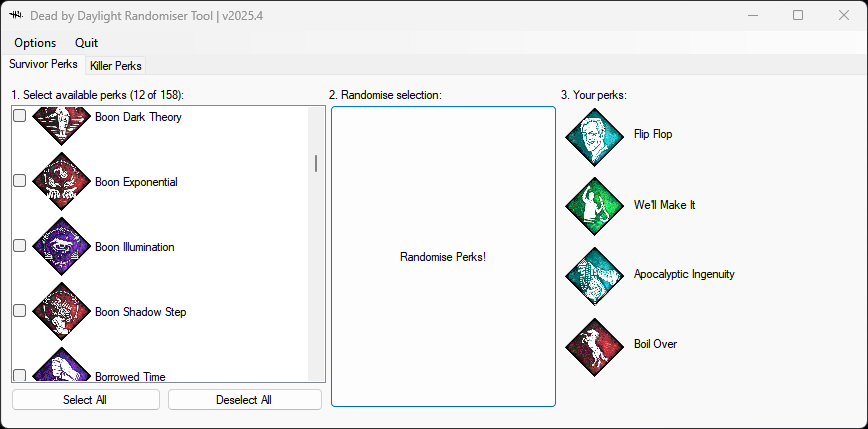 Dead by Daylight Randomiser Tool | v2025.4
Options Quit
Survivor Perks Killer Perks
1. Select available perks (12 of 158):
Boon Dark Theory
Boon Exponential
Boon Illumination
Boon Shadow Step
Borrowed Time
Select All Deselect All
2. Randomise selection:
Randomise Perks!
3. Your perks:
Flip Flop
We'll Make It
Apocalyptic Ingenuity
Boil Over